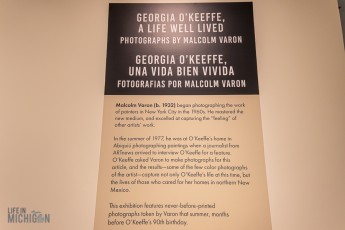 GEORGIA O'KEEFFE,
A LIFE WELL LIVED
PHOTOGRAPHS BY MALCOLM VARON
GEORGIA O'KEEFFE,
UNA VIDA BIEN VIVIDA
FOTOGRAFÍAS POR MALCOLM VARON
Malcolm Varon (b. 1932) began photographing the work
of painters in New York City in the 1960s. He mastered the
new medium, and excelled at capturing the "feeling" of
other artists' work.
In the summer of 1977, he was at O'Keeffe's home in
Abiquiú photographing paintings when a journalist from
ARTnews arrived to interview O'Keeffe for a feature.
O'Keeffe asked Varon to make photographs for this
article, and the results—some of the few color photographs
of the artist—capture not only O'Keeffe's life at this time, but
the lives of those who cared for her homes in northern New
Mexico.
This exhibition features never-before-printed
photographs taken by Varon that summer, months
before O'Keeffe's 90th birthday.
LIFE IN
MICHIGAN